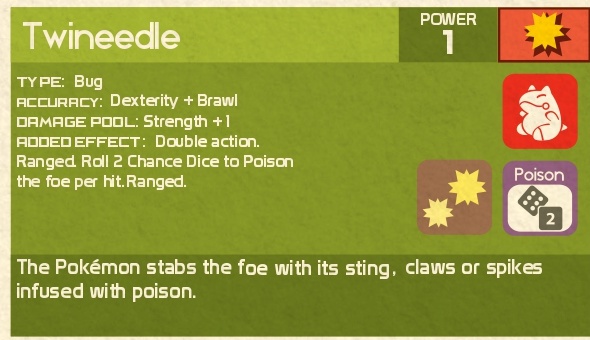 Twineedle
POWER
1
TYPE: Bug
ACCURACY: Dexterity + Brawl
DAMAGE POOL: Strength + 1
ADDED EFFECT: Double action.
Ranged. Roll 2 Chance Dice to Poison
the foe per hit.Ranged.
Poison
2
The Pokémon stabs the foe with its sting, claws or spikes
infused with poison.